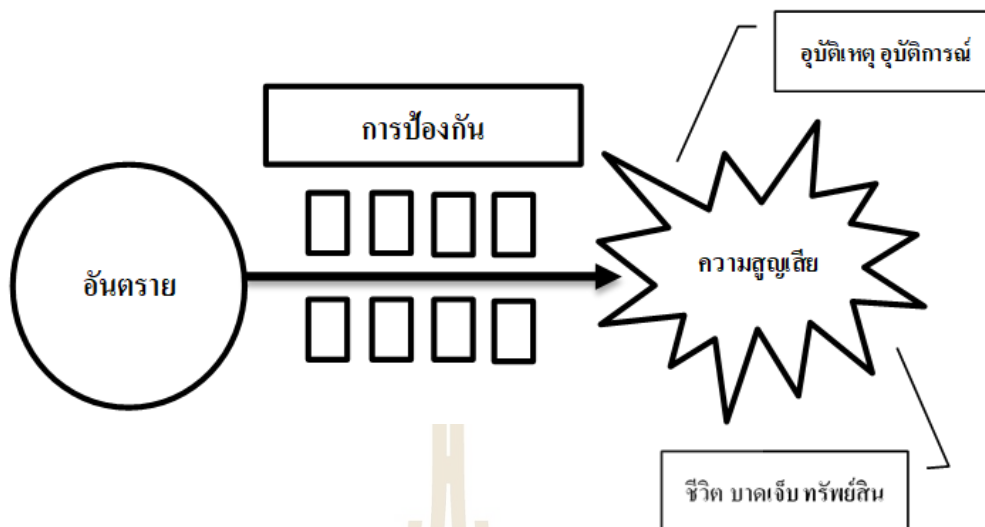 อุบัติเหตุ อุบัติการณ์
การป้องกัน
อันตราย
ความสูญเสีย
ชีวิต บาดเจ็บ ทรัพย์สิน